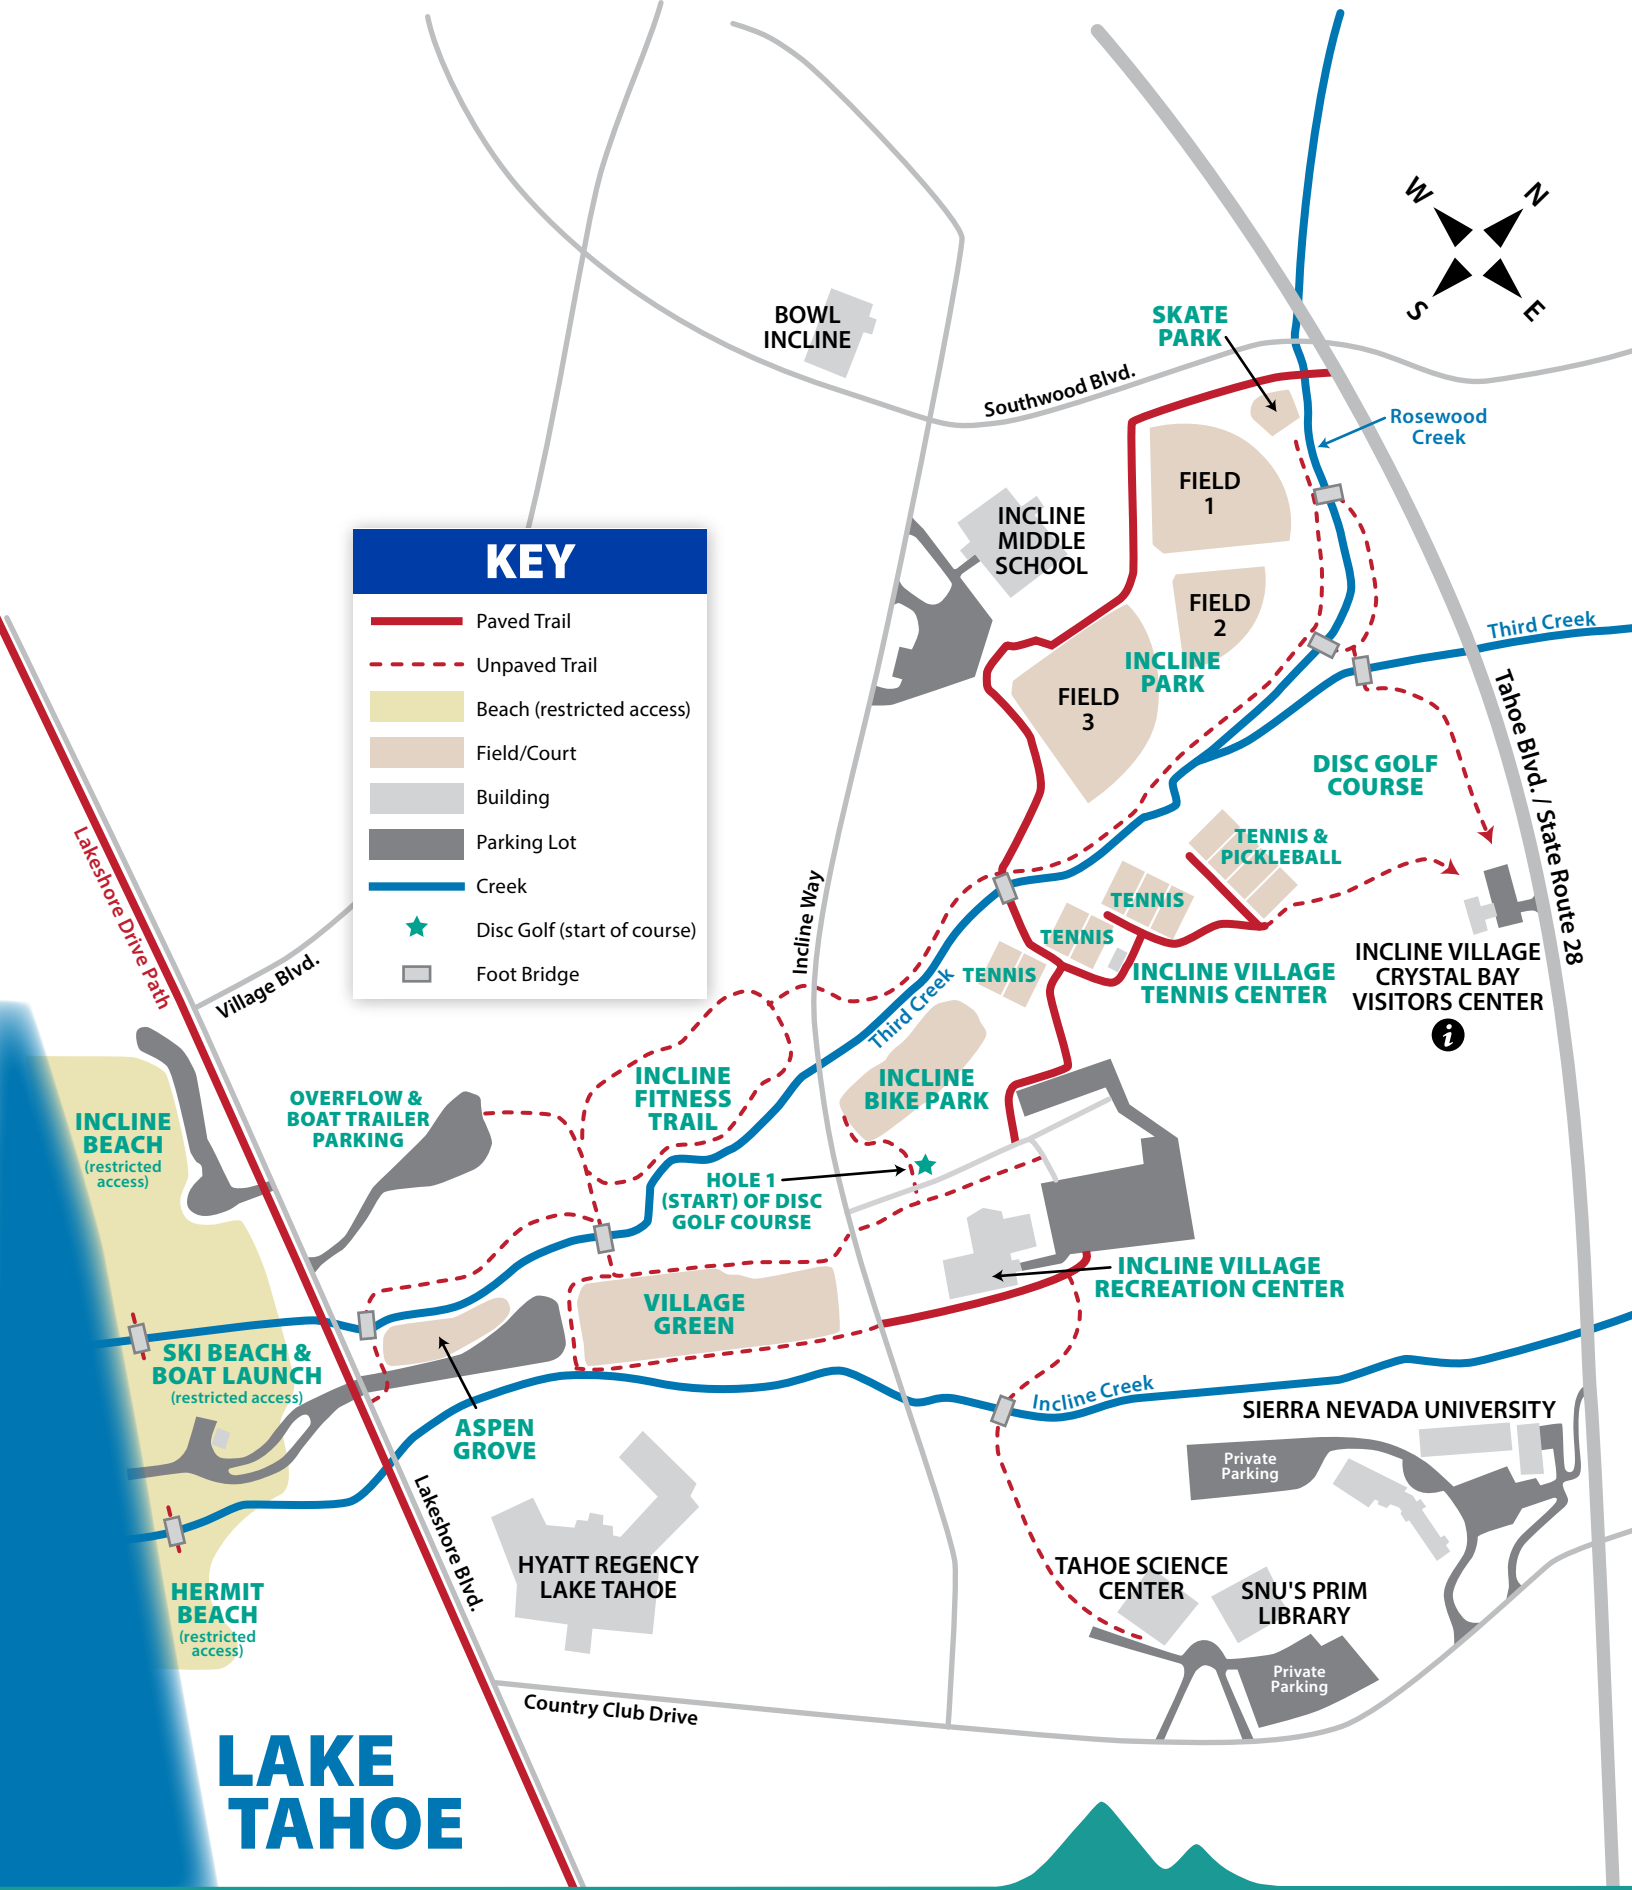 W
N
S
E
BOWL
INCLINE
SKATE
PARK
Southwood Blvd.
Rosewood
Creek
FIELD
1
INCLINE
MIDDLE
SCHOOL
FIELD
2
Third Creek
INCLINE
PARK
FIELD
3
KEY
Paved Trail
Unpaved Trail
Beach (restricted access)
Field/Court
Building
Parking Lot
Creek
Disc Golf (start of course)
Foot Bridge
Tahoe Blvd. / State Route 28
DISC GOLF
COURSE
TENNIS &
PICKLEBALL
TENNIS
TENNIS
TENNIS
Lakeshore Drive Path
Village Blvd.
Incline Way
INCLINE VILLAGE
TENNIS CENTER
INCLINE VILLAGE
CRYSTAL BAY
VISITORS CENTER
i
Third Creek
INCLINE
BEACH
(restricted
access)
OVERFLOW &
BOAT TRAILER
PARKING
INCLINE
FITNESS
TRAIL
INCLINE
BIKE PARK
HOLE 1
(START) OF DISC
GOLF COURSE
INCLINE VILLAGE
RECREATION CENTER
VILLAGE
GREEN
SKI BEACH &
BOAT LAUNCH
(restricted access)
ASPEN
GROVE
Incline Creek
SIERRA NEVADA UNIVERSITY
Private
Parking
Lakeshore Blvd.
HYATT REGENCY
LAKE TAHOE
TAHOE SCIENCE
CENTER
SNU'S PRIM
LIBRARY
HERMIT
BEACH
(restricted
access)
Private
Parking
Country Club Drive
LAKE
TAHOE